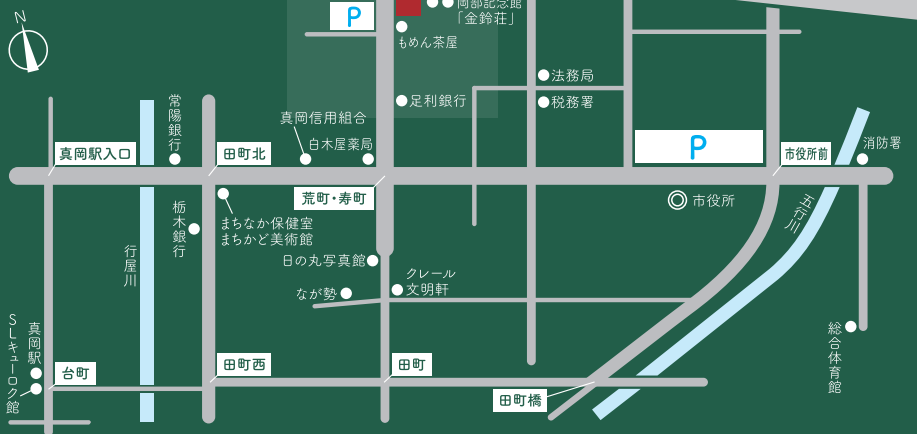 N
P
岡部記念館
「金鈴荘」
もめん茶屋
足利銀行
法務局
税務署
常陽銀行
真岡信用組合
白木屋薬局
真岡駅入口
田町北
荒町・寿町
P
市役所前
消防署
市役所
五行川
栃木銀行
まちなか保健室
まちかど美術館
行屋川
日の丸写真館
クレール
文明軒
なが勢
SLキューロク館
真岡駅
台町
田町西
田町
田町橋
総合体育館